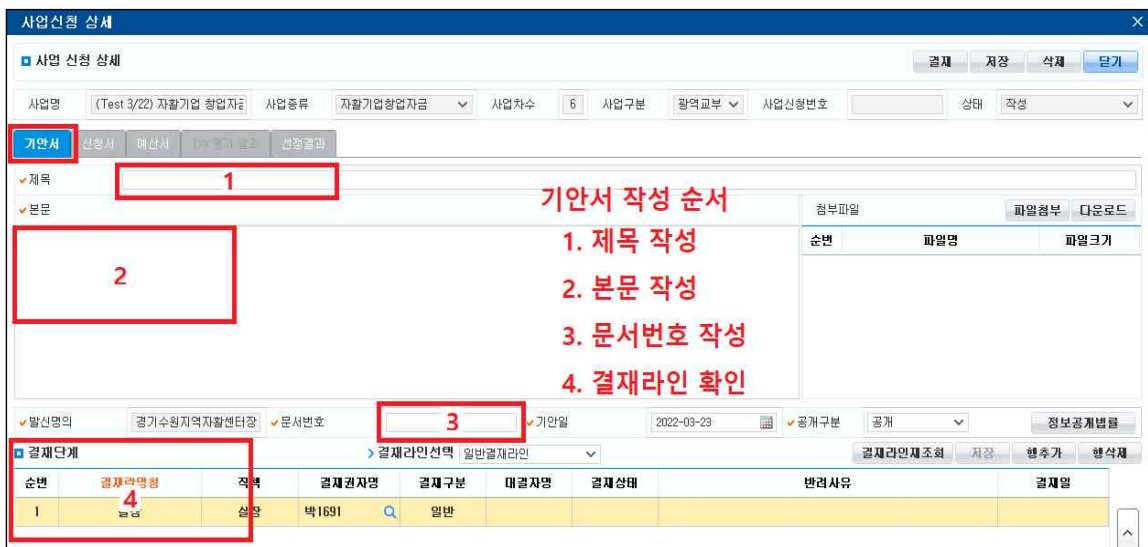 사업신청 상세
사업 신청 상세 결재 저장 삭제 닫기
사업명 (Test 3/22) 자활기업 창업자금 사업종류 자활기업창업자금 사업차수 6 사업구분 광역교부 사업신청번호 상태 작성
기안서 신청서 예산서 선정결과
제목 1
본문
2
기안서 작성 순서
1. 제목 작성
2. 본문 작성
3. 문서번호 작성
4. 결재라인 확인
첨부파일 파일첨부 다운로드
순번 파일명 파일크기
발신명의 경기수원지역자활센터장 문서번호 3 기안일 2022-03-23 공개구분 공개 정보공개법률
결재단계 결재라인선택 일반결재라인 결재라인재조회 저장 행추가 행삭제
순번 결재라명칭 직책 결재권자명 결재구분 대결자명 결재상태 반려사유 결재일
4
1 실장 박1691 일반